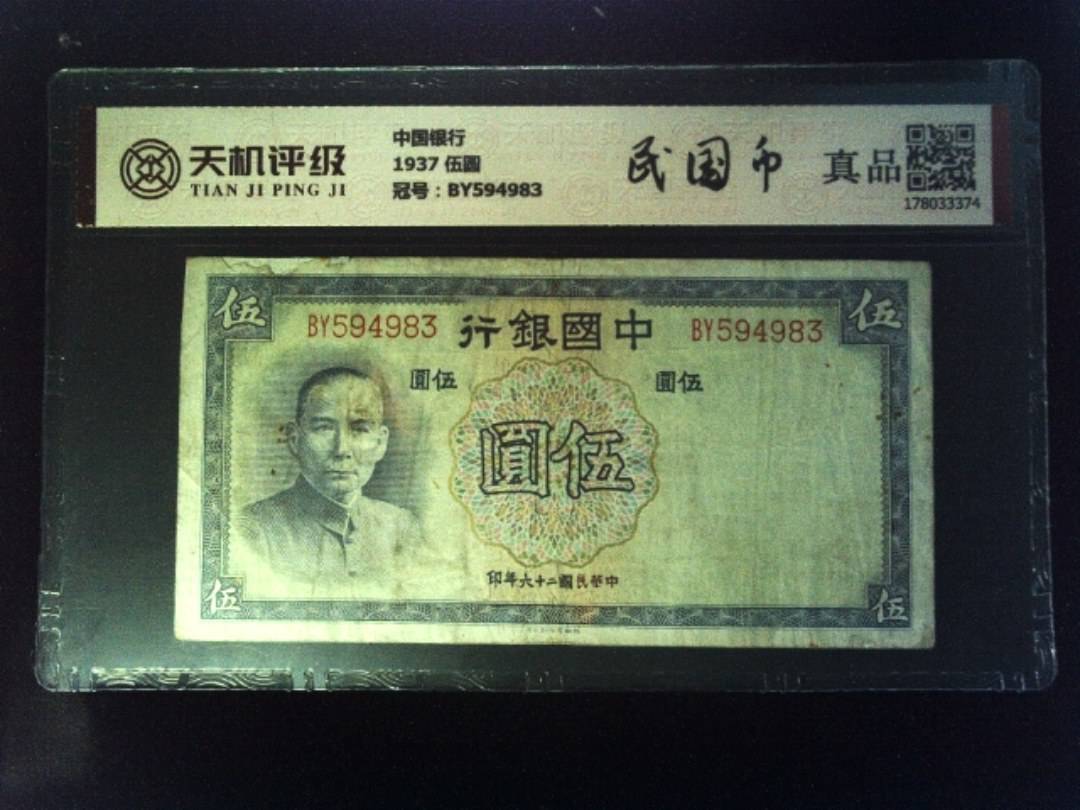 天机评级
TIAN JI PING JI
中国银行
1937 伍圆
冠号：BY594983
民国币
真品
178033374
伍
伍
BY594983
中國銀行
BY594983
伍圓
伍圓
伍圓
中華民國二十六年印
伍
伍